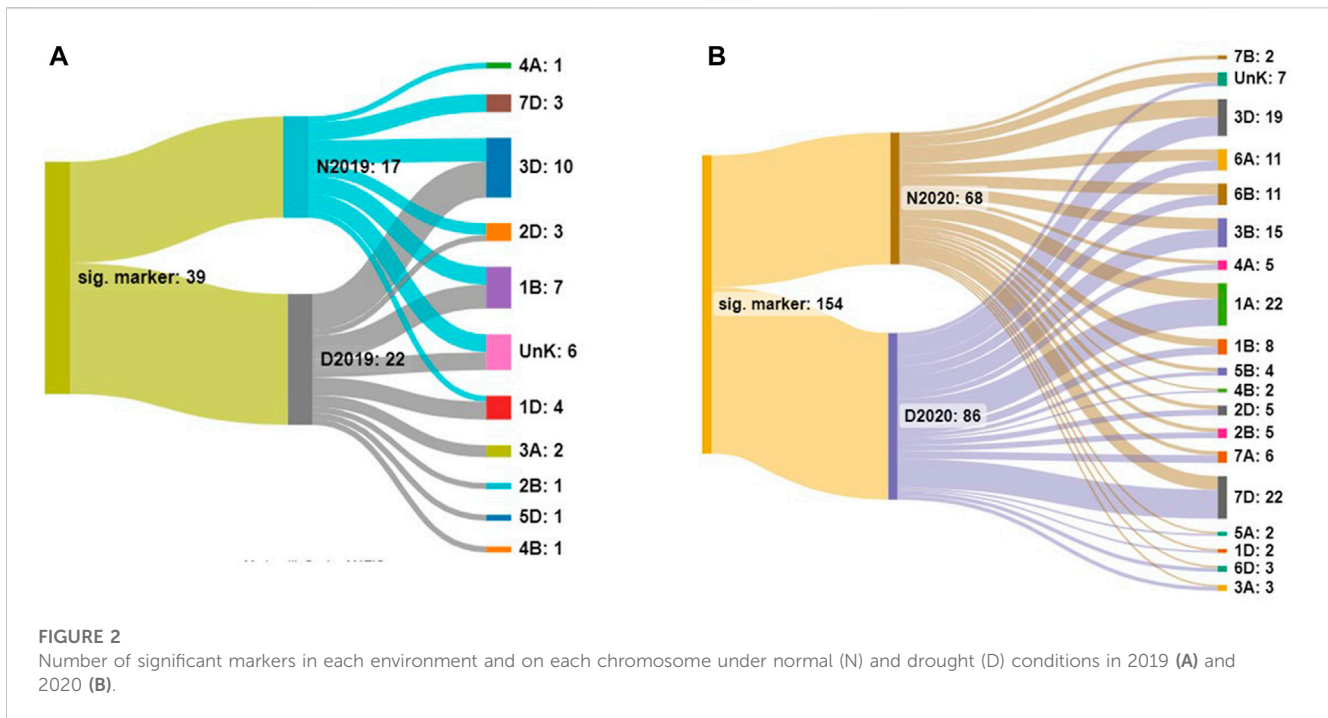 A
4A: 1
7D: 3
N2019: 17
3D: 10
2D: 3
sig. marker: 39
1B: 7
UnK: 6
D2019: 22
1D: 4
3A: 2
2B: 1
5D: 1
4B: 1
B
7B: 2
UnK: 7
3D: 19
6A: 11
N2020: 68
6B: 11
3B: 15
4A: 5
sig. marker: 154
1A: 22
1B: 8
5B: 4
4B: 2
D2020: 86
2D: 5
2B: 5
7A: 6
7D: 22
5A: 2
1D: 2
6D: 3
3A: 3
FIGURE 2
Number of significant markers in each environment and on each chromosome under normal (N) and drought (D) conditions in 2019 (A) and
2020 (B).